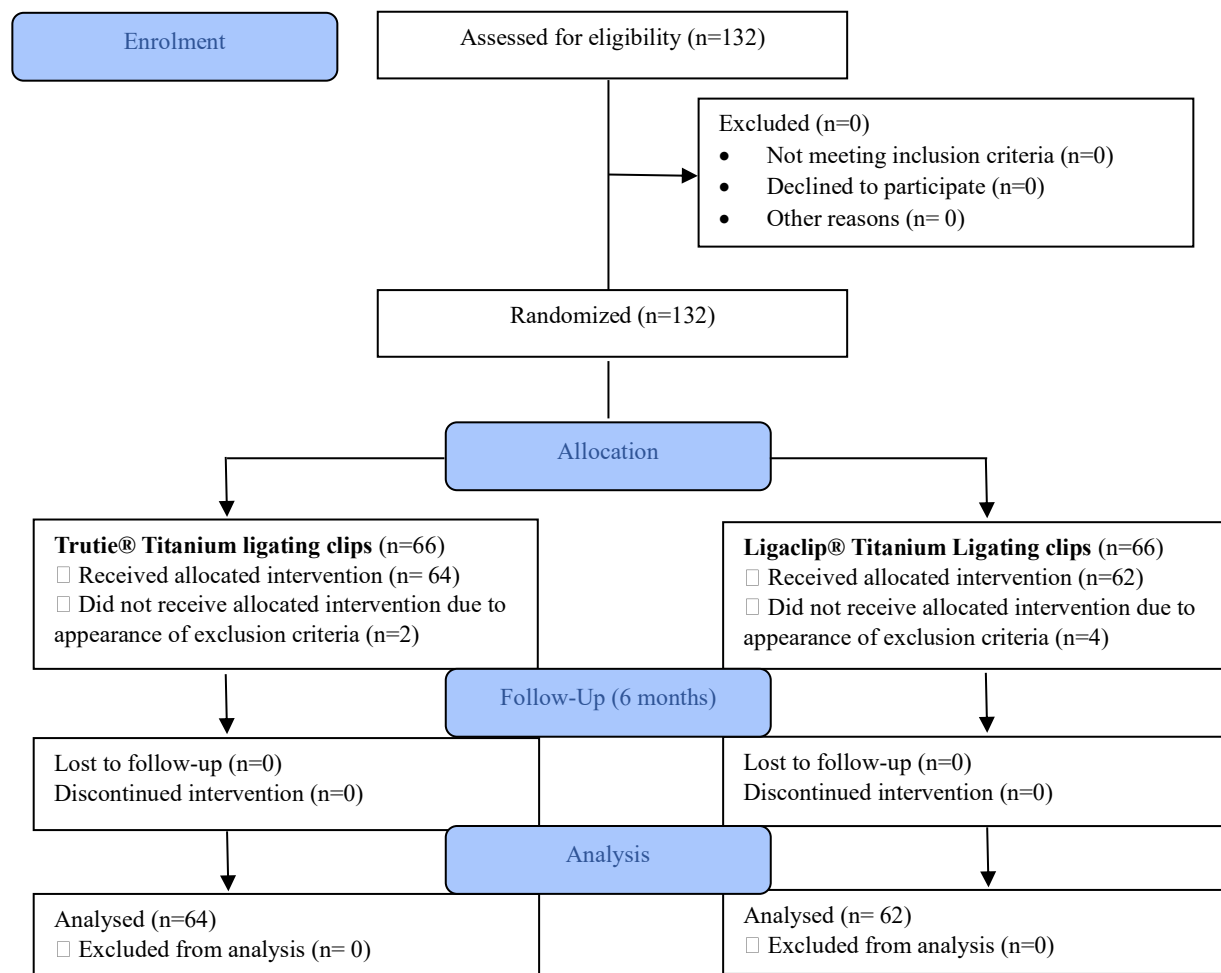 Enrolment
Assessed for eligibility (n=132)
Excluded (n=0)
• Not meeting inclusion criteria (n=0)
• Declined to participate (n=0)
• Other reasons (n= 0)
Randomized (n=132)
Allocation
Trutie® Titanium ligating clips (n=66)
□ Received allocated intervention (n= 64)
□ Did not receive allocated intervention due to
appearance of exclusion criteria (n=2)
Ligaclip® Titanium Ligating clips (n=66)
□ Received allocated intervention (n=62)
□ Did not receive allocated intervention due to
appearance of exclusion criteria (n=4)
Follow-Up (6 months)
Lost to follow-up (n=0)
Discontinued intervention (n=0)
Lost to follow-up (n=0)
Discontinued intervention (n=0)
Analysis
Analysed (n=64)
□ Excluded from analysis (n= 0)
Analysed (n= 62)
□ Excluded from analysis (n=0)